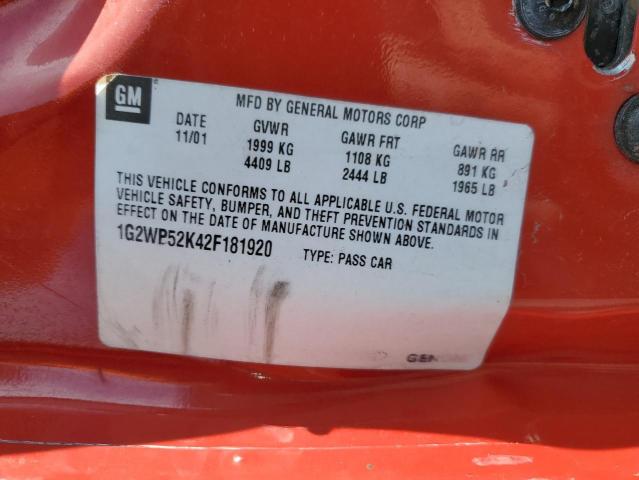 GM
MFD BY GENERAL MOTORS CORP
DATE GVWR GAWR FRT GAWR RR
11/01 1999 KG 1108 KG 891 KG
4409 LB 2444 LB 1965 LB
THIS VEHICLE CONFORMS TO ALL APPLICABLE U.S. FEDERAL MOTOR
VEHICLE SAFETY, BUMPER, AND THEFT PREVENTION STANDARDS IN
EFFECT ON THE DATE OF MANUFACTURE SHOWN ABOVE.
1G2WP52K42F181920 TYPE: PASS CAR